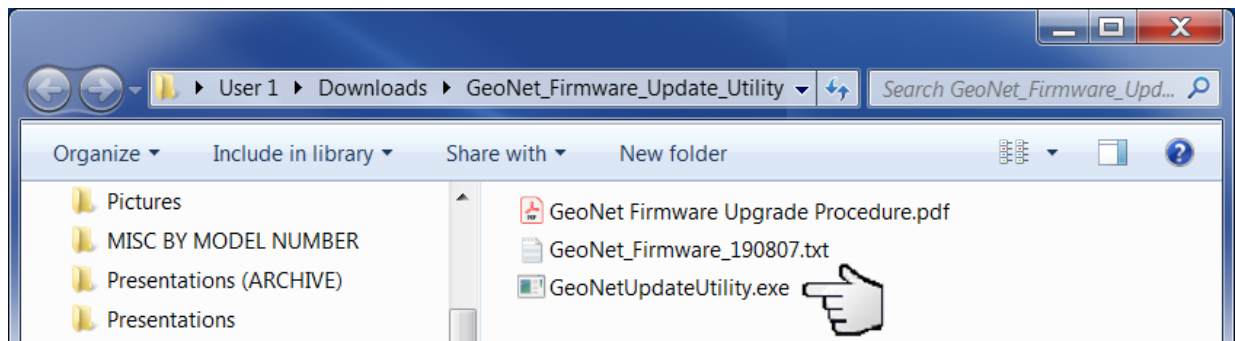 X
User 1 Downloads GeoNet_Firmware_Update_Utility Search GeoNet_Firmware_Upd...
Organize Include in library Share with New folder ?
Pictures
MISC BY MODEL NUMBER
Presentations (ARCHIVE)
Presentations
GeoNet Firmware Upgrade Procedure.pdf
GeoNet_Firmware_190807.txt
GeoNetUpdateUtility.exe